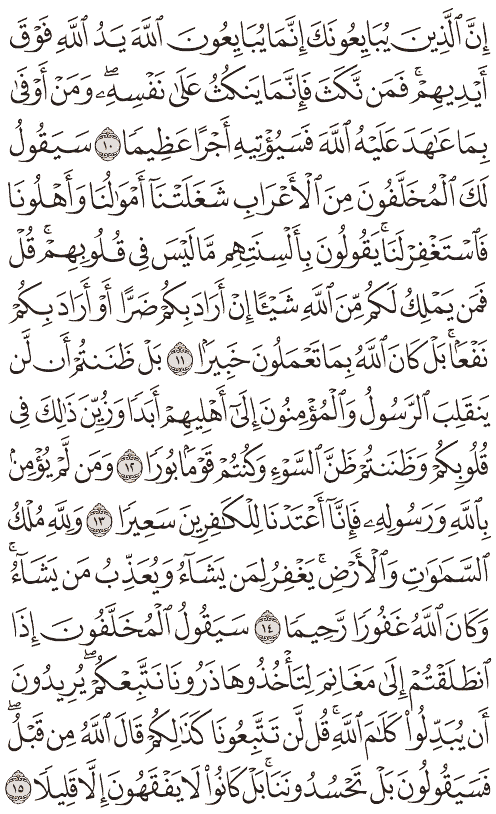 إِنَّ ٱلَّذِينَ يُبَايِعُونَكَ إِنَّمَا يُبَايِعُونَ ٱللَّهَ يَدُ ٱللَّهِ فَوْقَ
أَيْدِيهِمْ ۚ فَمَن نَّكَثَ فَإِنَّمَا يَنكُثُ عَلَىٰ نَفْسِهِۦ ۖ وَمَنْ أَوْفَىٰ
بِمَا عَٰهَدَ عَلَيْهِ ٱللَّهَ فَسَيُؤْتِيهِ أَجْرًا عَظِيمًا ١٠ سَيَقُولُ
لَكَ ٱلْمُخَلَّفُونَ مِنَ ٱلْأَعْرَابِ شَغَلَتْنَآ أَمْوَٰلُنَا وَأَهْلُونَا
فَٱسْتَغْفِرْ لَنَا ۚ يَقُولُونَ بِأَلْسِنَتِهِم مَّا لَيْسَ فِى قُلُوبِهِمْ ۚ قُلْ
فَمَن يَمْلِكُ لَكُم مِّنَ ٱللَّهِ شَيْـًٔا إِنْ أَرَادَ بِكُمْ ضَرًّا أَوْ أَرَادَ بِكُمْ
نَفْعًۢا ۚ بَلْ كَانَ ٱللَّهُ بِمَا تَعْمَلُونَ خَبِيرًۢا ١١ بَلْ ظَنَنتُمْ أَن لَّن
يَنقَلِبَ ٱلرَّسُولُ وَٱلْمُؤْمِنُونَ إِلَىٰٓ أَهْلِيهِمْ أَبَدًا وَزُيِّنَ ذَٰلِكَ فِى
قُلُوبِكُمْ وَظَنَنتُمْ ظَنَّ ٱلسَّوْءِ وَكُنتُمْ قَوْمًۢا بُورًا ١٢ وَمَن لَّمْ يُؤْمِنۢ
بِٱللَّهِ وَرَسُولِهِۦ فَإِنَّآ أَعْتَدْنَا لِلْكَٰفِرِينَ سَعِيرًا ١٣ وَلِلَّهِ مُلْكُ
ٱلسَّمَٰوَٰتِ وَٱلْأَرْضِ ۚ يَغْفِرُ لِمَن يَشَآءُ وَيُعَذِّبُ مَن يَشَآءُ ۚ
وَكَانَ ٱللَّهُ غَفُورًا رَّحِيمًا ١٤ سَيَقُولُ ٱلْمُخَلَّفُونَ إِذَا
ٱنطَلَقْتُمْ إِلَىٰ مَغَانِمَ لِتَأْخُذُوهَا ذَرُونَا نَتَّبِعْكُمْ ۖ يُرِيدُونَ
أَن يُبَدِّلُوا۟ كَلَٰمَ ٱللَّهِ ۚ قُل لَّن تَتَّبِعُونَا كَذَٰلِكُمْ قَالَ ٱللَّهُ مِن قَبْلُ ۖ
فَسَيَقُولُونَ بَلْ تَحْسُدُونَنَا ۚ بَلْ كَانُوا۟ لَا يَفْقَهُونَ إِلَّا قَلِيلًا ١٥